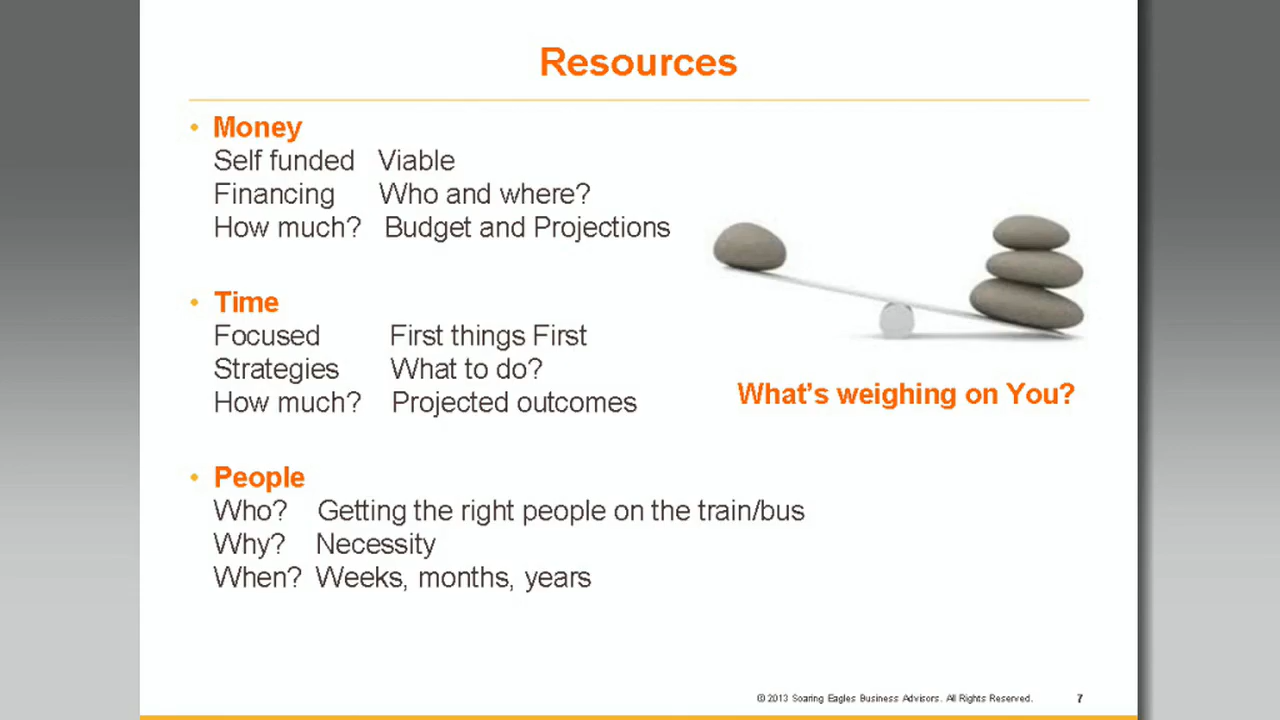 Resources
• Money
Self funded Viable
Financing Who and where?
How much? Budget and Projections
• Time
Focused First things First
Strategies What to do?
How much? Projected outcomes
What's weighing on You?
• People
Who? Getting the right people on the train/bus
Why? Necessity
When? Weeks, months, years
© 2013 Soaring Eagles Business Advisors. All Rights Reserved. 7